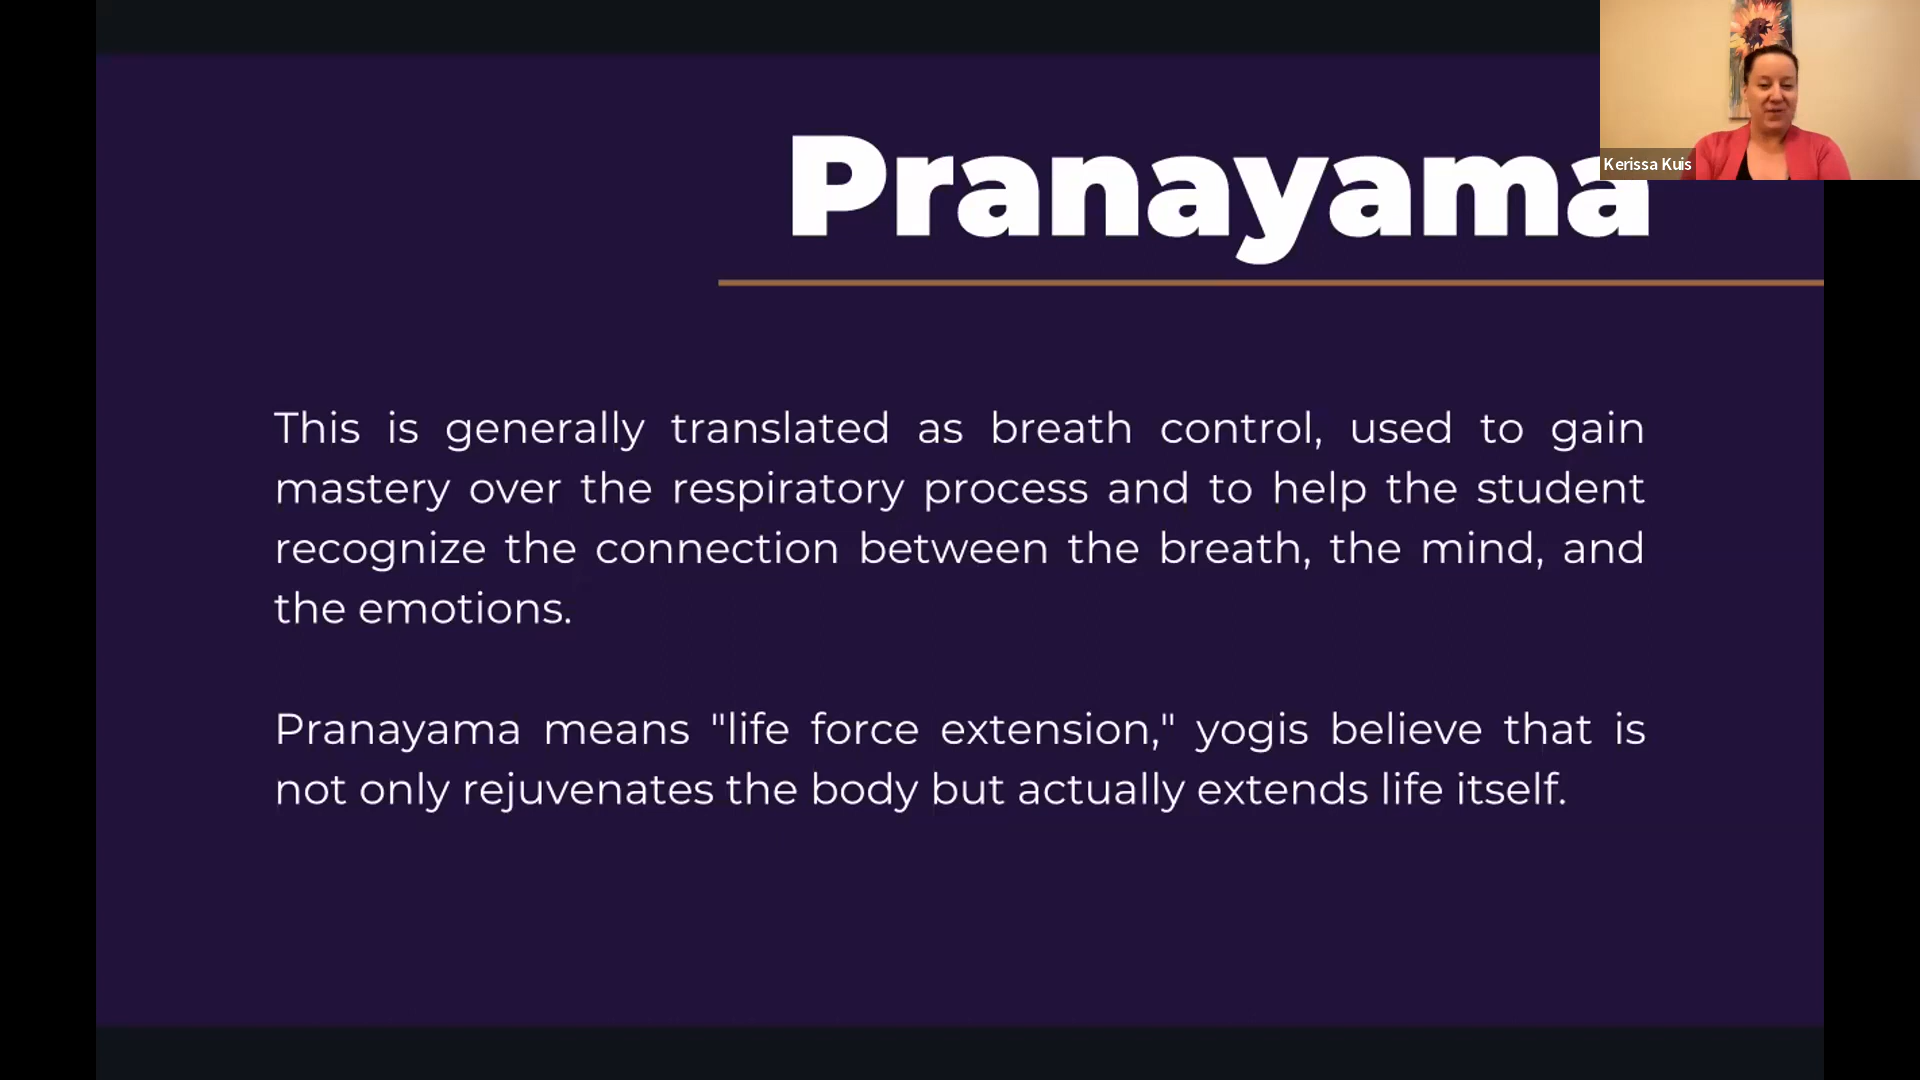 Pranayama
Kerissa Kuis
This is generally translated as breath control, used to gain
mastery over the respiratory process and to help the student
recognize the connection between the breath, the mind, and
the emotions.
Pranayama means "life force extension," yogis believe that is
not only rejuvenates the body but actually extends life itself.